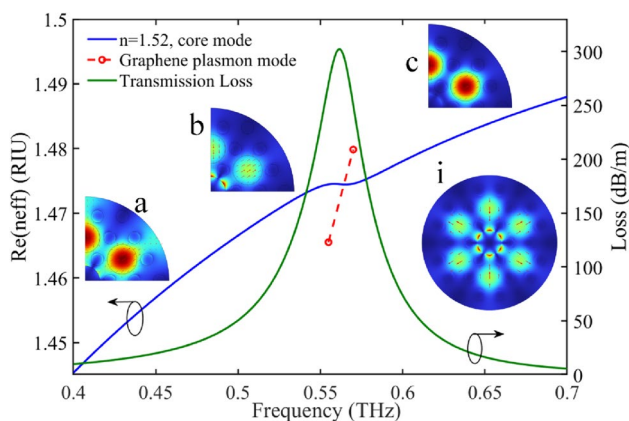 1.5
1.49
1.48
1.47
1.46
1.45
Re(neff) (RIU)
n=1.52, core mode
Graphene plasmon mode
Transmission Loss
a
b
c
i
300
250
200
150
100
50
0
Loss (dB/m)
0.4
0.45
0.5
0.55
0.6
0.65
0.7
Frequency (THz)